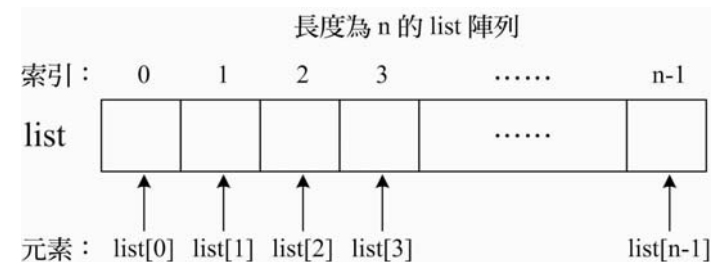 長度為 n 的 list 陣列
索引： 0 1 2 3 ...... n-1
list ......
元素： list[0] list[1] list[2] list[3] list[n-1]